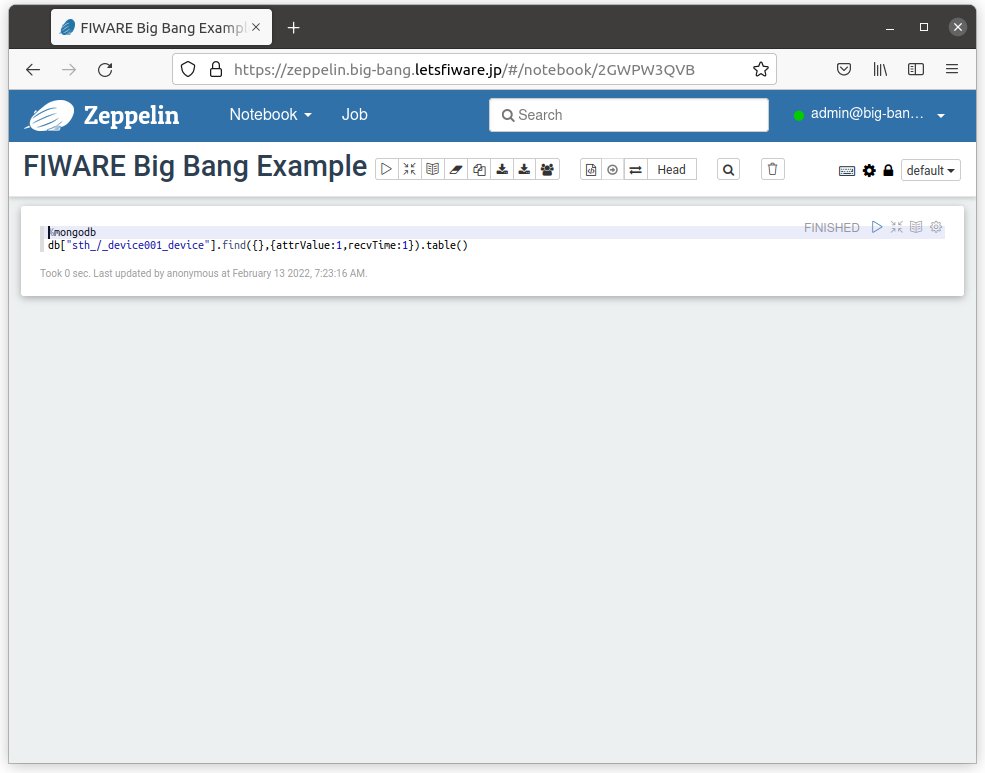 FIWARE Big Bang Examp
https://zeppelin.big-bang.letsfiware.jp/#/notebook/2GWPW3QVB
Zeppelin Notebook Job Search admin@big-ban...
FIWARE Big Bang Example Head default
%mongodb FINISHED
db["sth_/_device001_device"].find({},{attrValue:1,recvTime:1}).table()
Took 0 sec. Last updated by anonymous at February 13 2022, 7:23:16 AM.